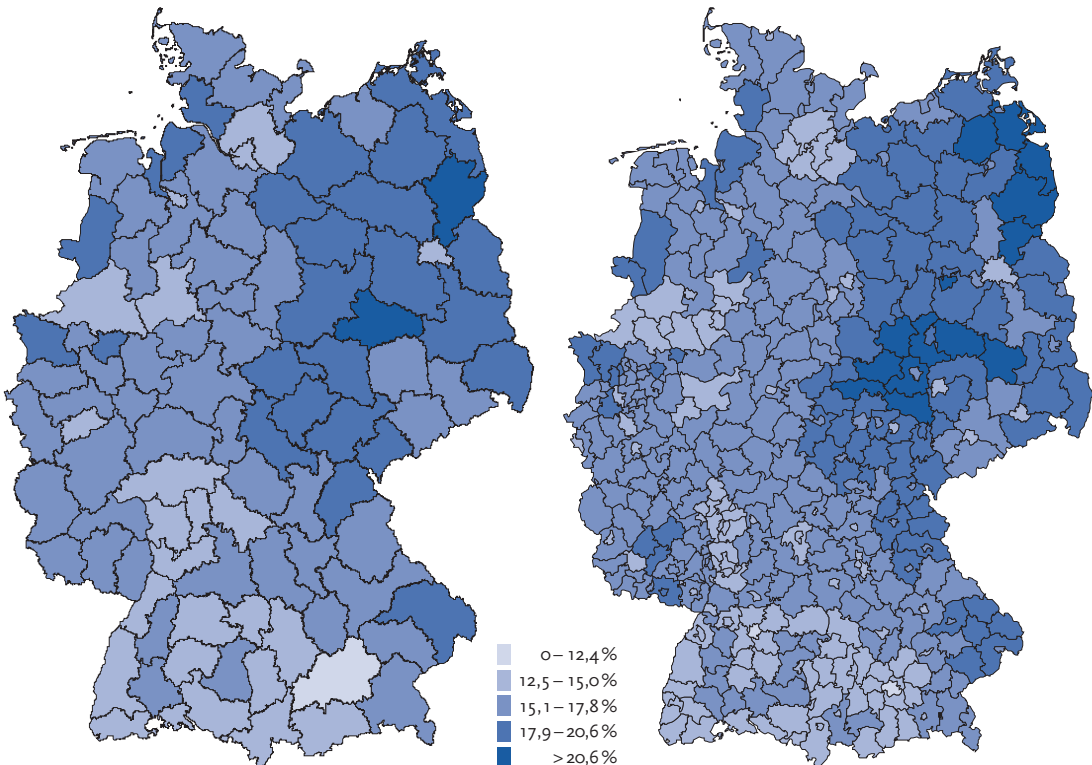 0 – 12,4 %
12,5 – 15,0 %
15,1 – 17,8 %
17,9 – 20,6 %
> 20,6 %